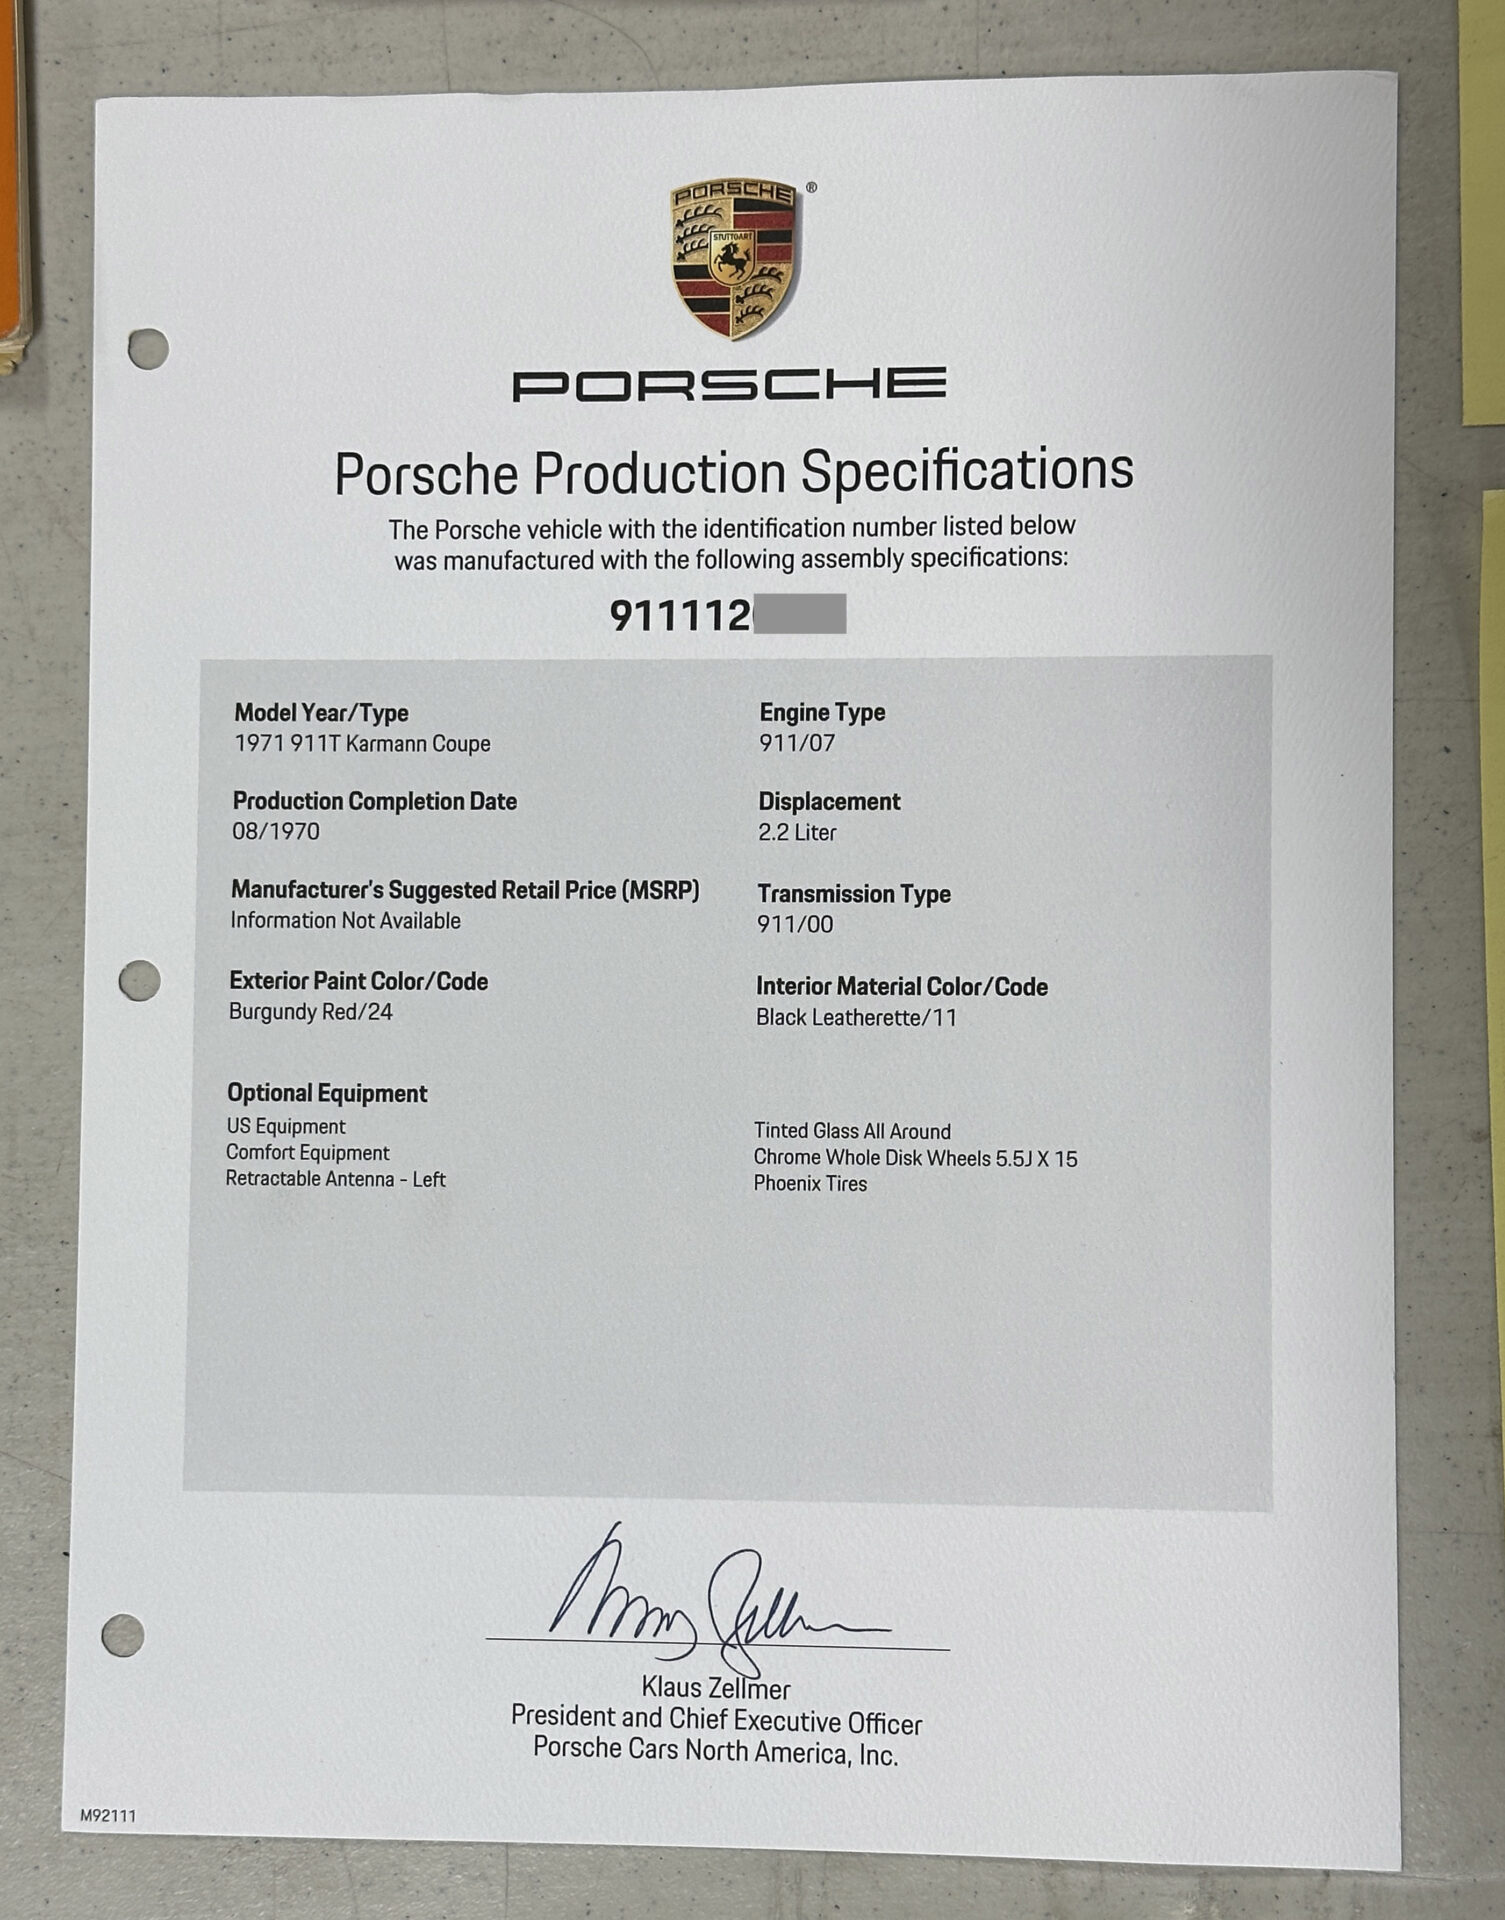 PORSCHE ®
STUTTGART
PORSCHE
Porsche Production Specifications
The Porsche vehicle with the identification number listed below
was manufactured with the following assembly specifications:
911112
Model Year/Type
1971 911T Karmann Coupe
Engine Type
911/07
Production Completion Date
08/1970
Displacement
2.2 Liter
Manufacturer's Suggested Retail Price (MSRP)
Information Not Available
Transmission Type
911/00
Exterior Paint Color/Code
Burgundy Red/24
Interior Material Color/Code
Black Leatherette/11
Optional Equipment
US Equipment
Comfort Equipment
Retractable Antenna - Left
Tinted Glass All Around
Chrome Whole Disk Wheels 5.5J X 15
Phoenix Tires
Klaus Zellmer
President and Chief Executive Officer
Porsche Cars North America, Inc.
M92111